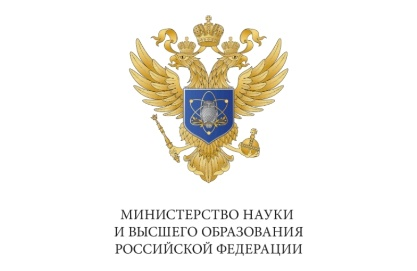 МИНИСТЕРСТВО НАУКИ
И ВЫСШЕГО ОБРАЗОВАНИЯ
РОССИЙСКОЙ ФЕДЕРАЦИИ